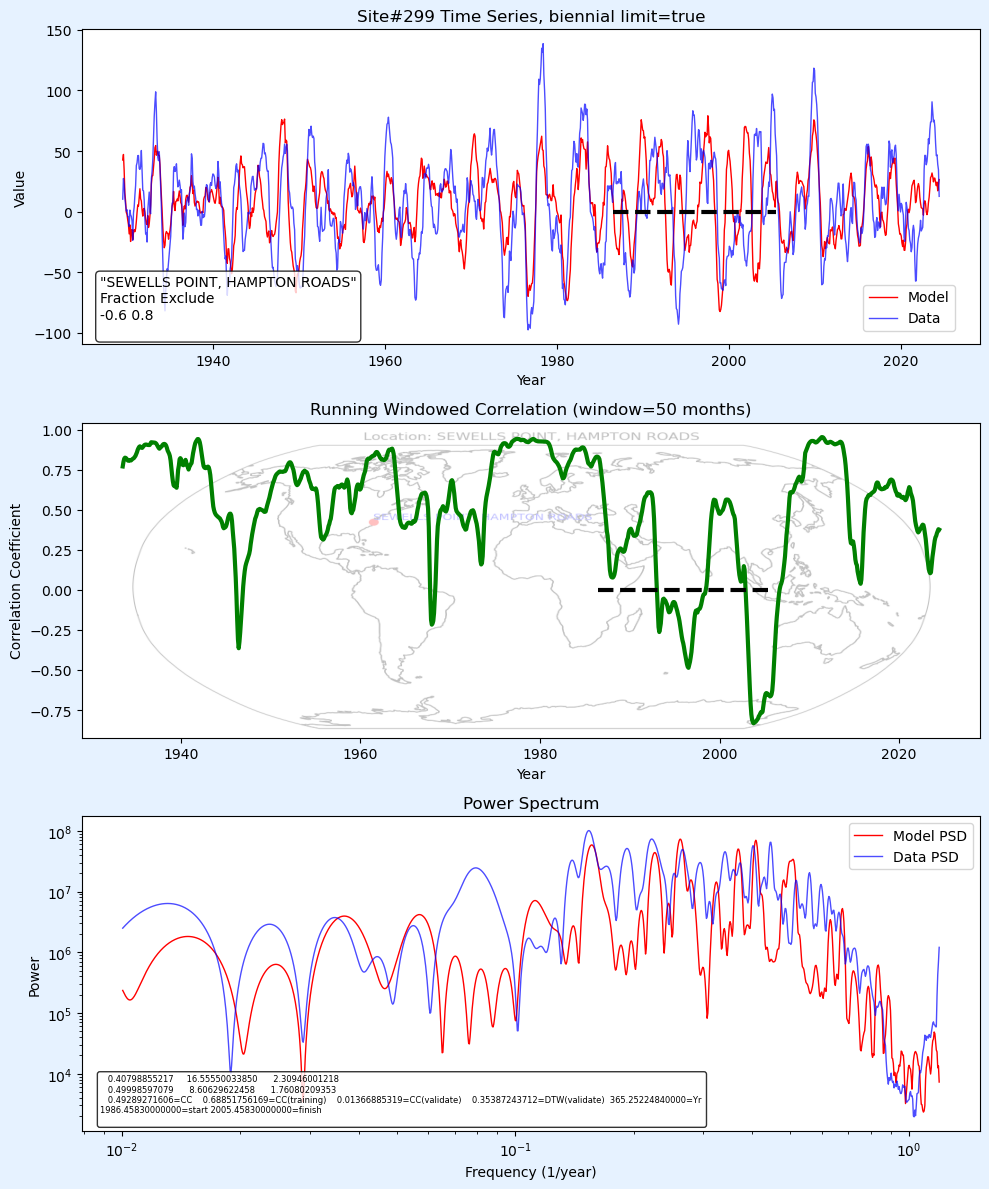 Site#299 Time Series, biennial limit=true
Value
150
100
50
0
−50
−100
"SEWELLS POINT, HAMPTON ROADS"
Fraction Exclude
-0.6 0.8
Model
Data
1940
1960
1980
2000
2020
Year
Running Windowed Correlation (window=50 months)
Location: SEWELLS POINT, HAMPTON ROADS
SEWELLS POINT, HAMPTON ROADS
Correlation Coefficient
1.00
0.75
0.50
0.25
0.00
−0.25
−0.50
−0.75
1940
1960
1980
2000
2020
Year
Power Spectrum
Model PSD
Data PSD
Power
10⁸
10⁷
10⁶
10⁵
10⁴
0.40798855217 16.55550033850 2.30946001218
0.49998597079 8.60629622458 1.76080209353
0.49289271606=CC 0.68851756169=CC(training) 0.01366885319=CC(validate) 0.35387243712=DTW(validate) 365.25224840000=Yr
1986.45830000000=start 2005.45830000000=finish
10⁻²
10⁻¹
10⁰
Frequency (1/year)